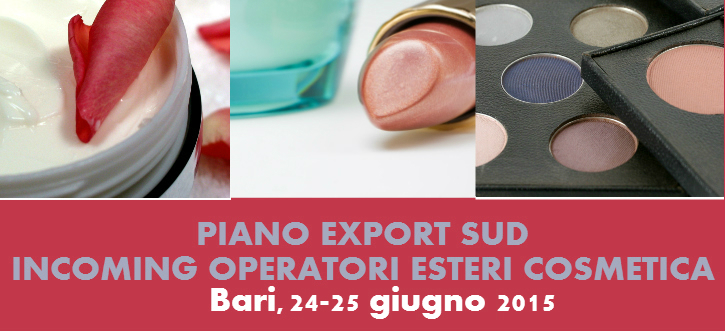 PIANO EXPORT SUD
INCOMING OPERATORI ESTERI COSMETICA
Bari, 24-25 giugno 2015